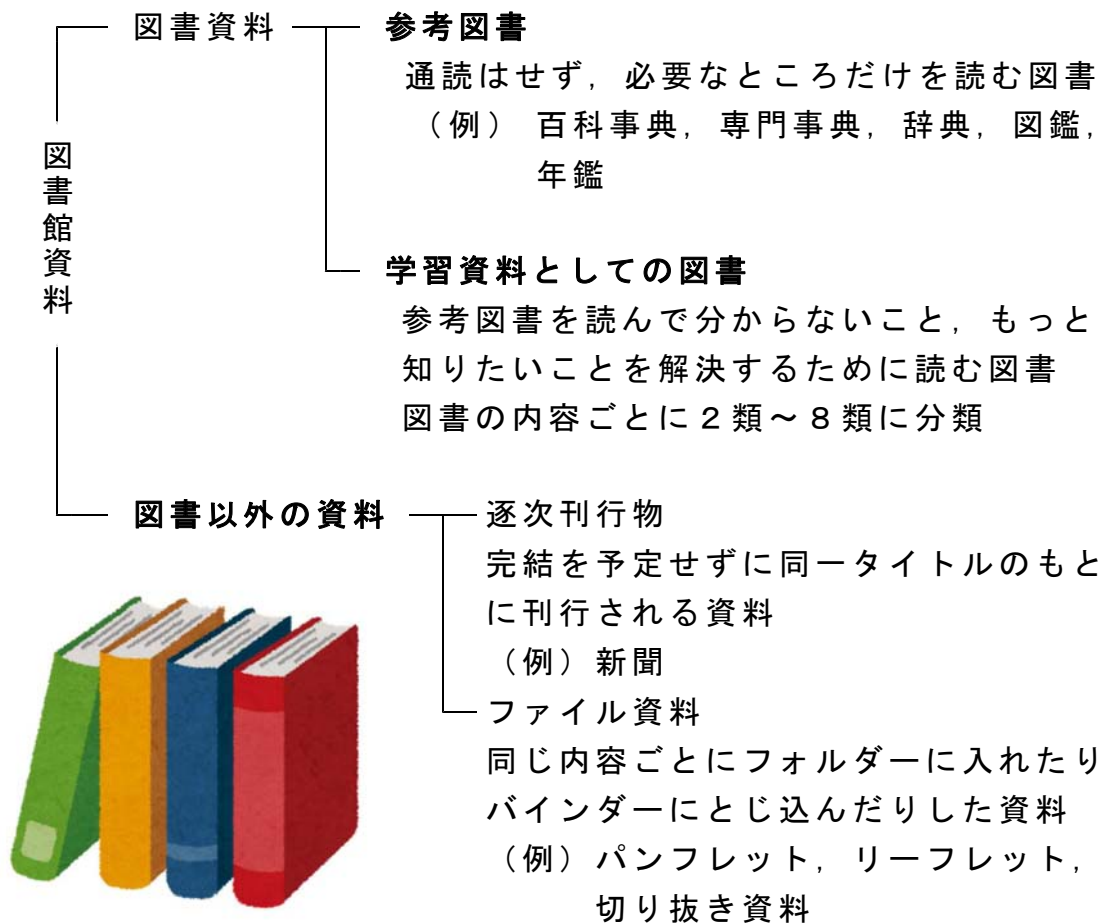 図書館資料
図書資料
参考図書
通読はせず，必要なところだけを読む図書
（例） 百科事典，専門事典，辞典，図鑑，
年鑑
学習資料としての図書
参考図書を読んで分からないこと，もっと
知りたいことを解決するために読む図書
図書の内容ごとに２類～８類に分類
図書以外の資料
逐次刊行物
完結を予定せずに同一タイトルのもと
に刊行される資料
（例）新聞
ファイル資料
同じ内容ごとにフォルダーに入れたり
バインダーにとじ込んだりした資料
（例）パンフレット，リーフレット，
切り抜き資料